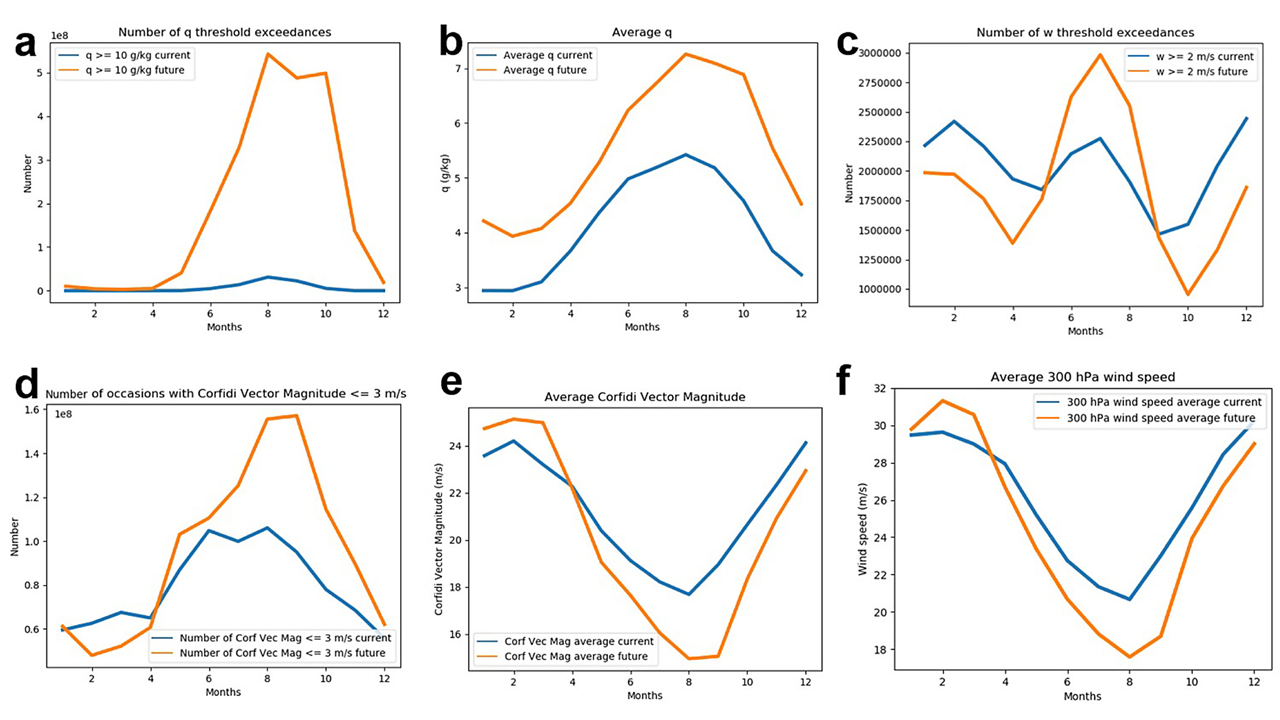 a
Number of q threshold exceedances
1e8
q >= 10 g/kg current
q >= 10 g/kg future
5
4
3
2
1
0
Number
2 4 6 8 10 12
Months
b
Average q
Average q current
Average q future
7
6
5
4
3
q (g/kg)
2 4 6 8 10 12
Months
c
Number of w threshold exceedances
w >= 2 m/s current
w >= 2 m/s future
3000000
2750000
2500000
2250000
2000000
1750000
1500000
1250000
1000000
Number
2 4 6 8 10 12
Months
d
Number of occasions with Corfidi Vector Magnitude <= 3 m/s
1e8
1.6
1.4
1.2
1.0
0.8
0.6
Number
Number of Corf Vec Mag <= 3 m/s current
Number of Corf Vec Mag <= 3 m/s future
2 4 6 8 10 12
Months
e
Average Corfidi Vector Magnitude
24
22
20
18
16
Corfidi Vector Magnitude (m/s)
Corf Vec Mag average current
Corf Vec Mag average future
2 4 6 8 10 12
Months
f
Average 300 hPa wind speed
300 hPa wind speed average current
300 hPa wind speed average future
32
30
28
26
24
22
20
18
Wind speed (m/s)
2 4 6 8 10 12
Months